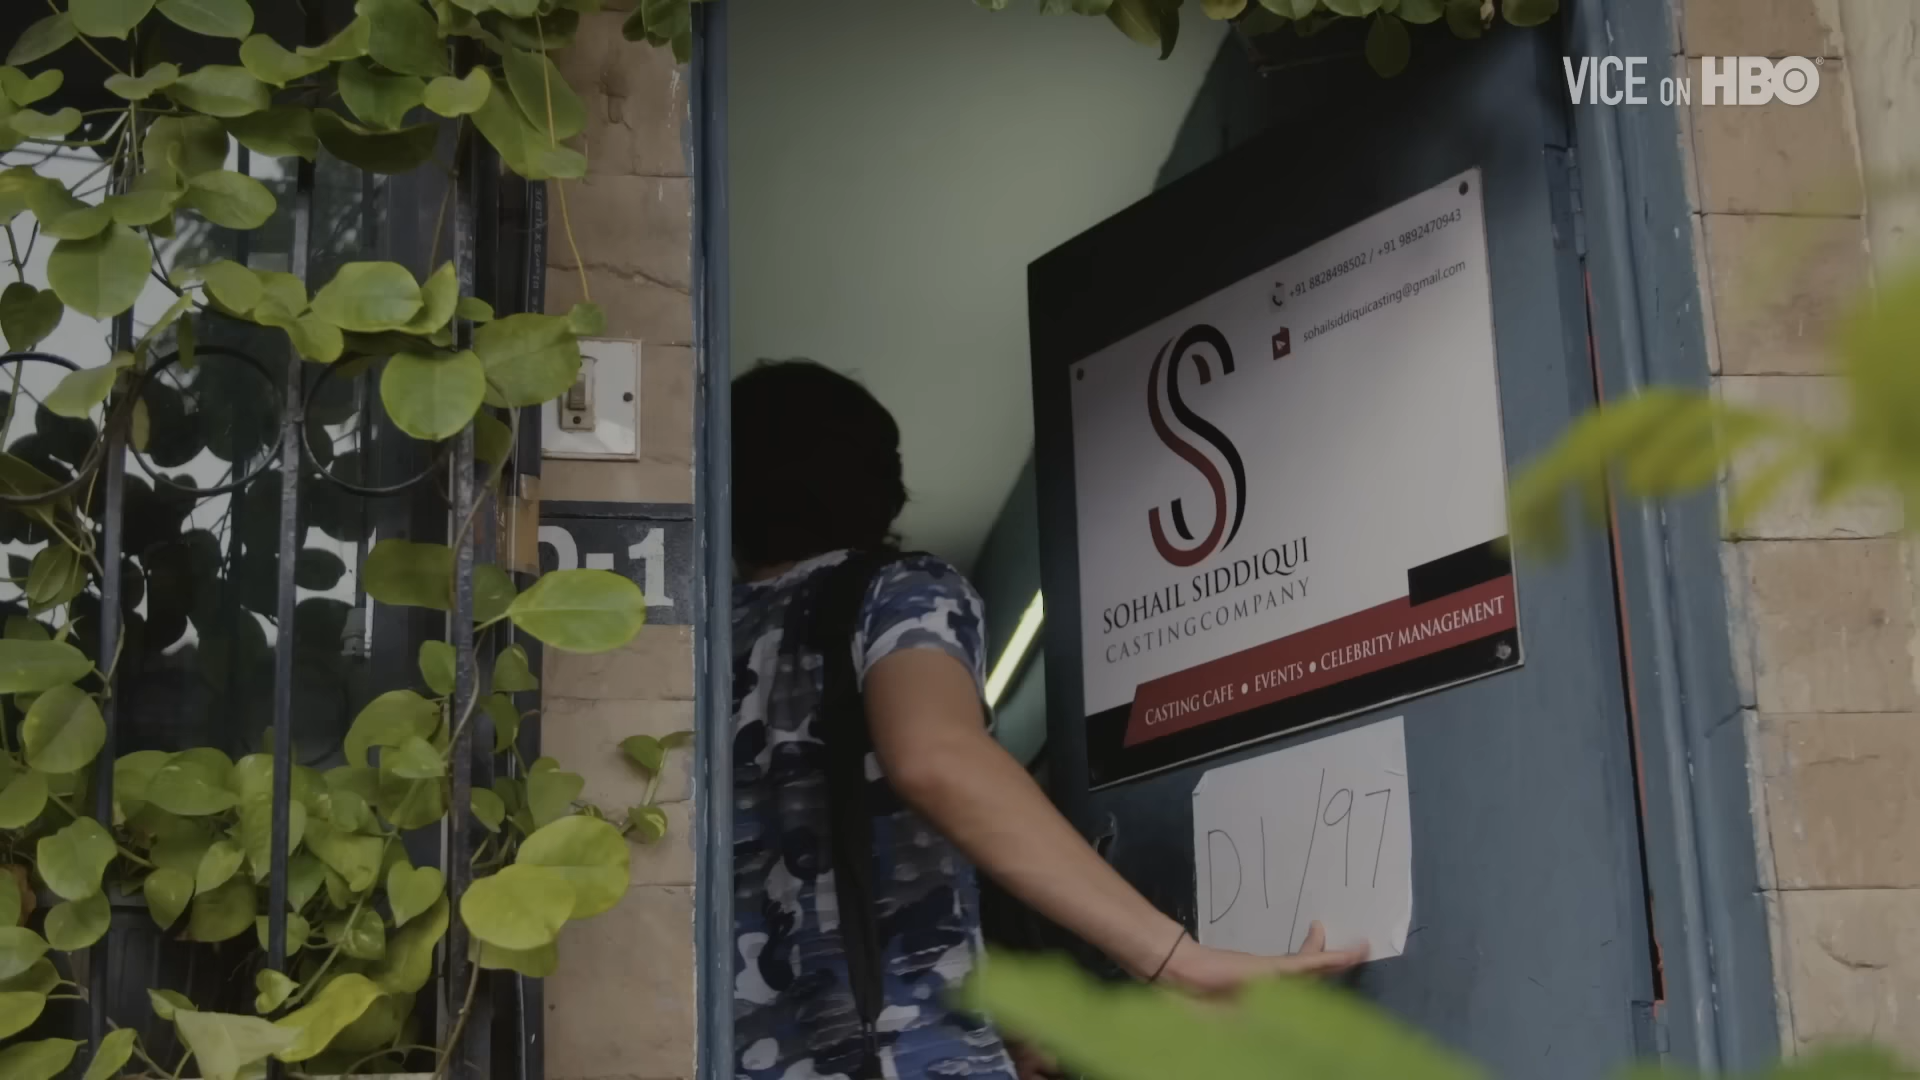 VICE ON HBO®
+91 8828498502 / +91 9892470943
sohailsiddiquicasting@gmail.com
S
SOHAIL SIDDIQUI
CASTINGCOMPANY
CASTING CAFE • EVENTS • CELEBRITY MANAGEMENT
D-1
D1/97